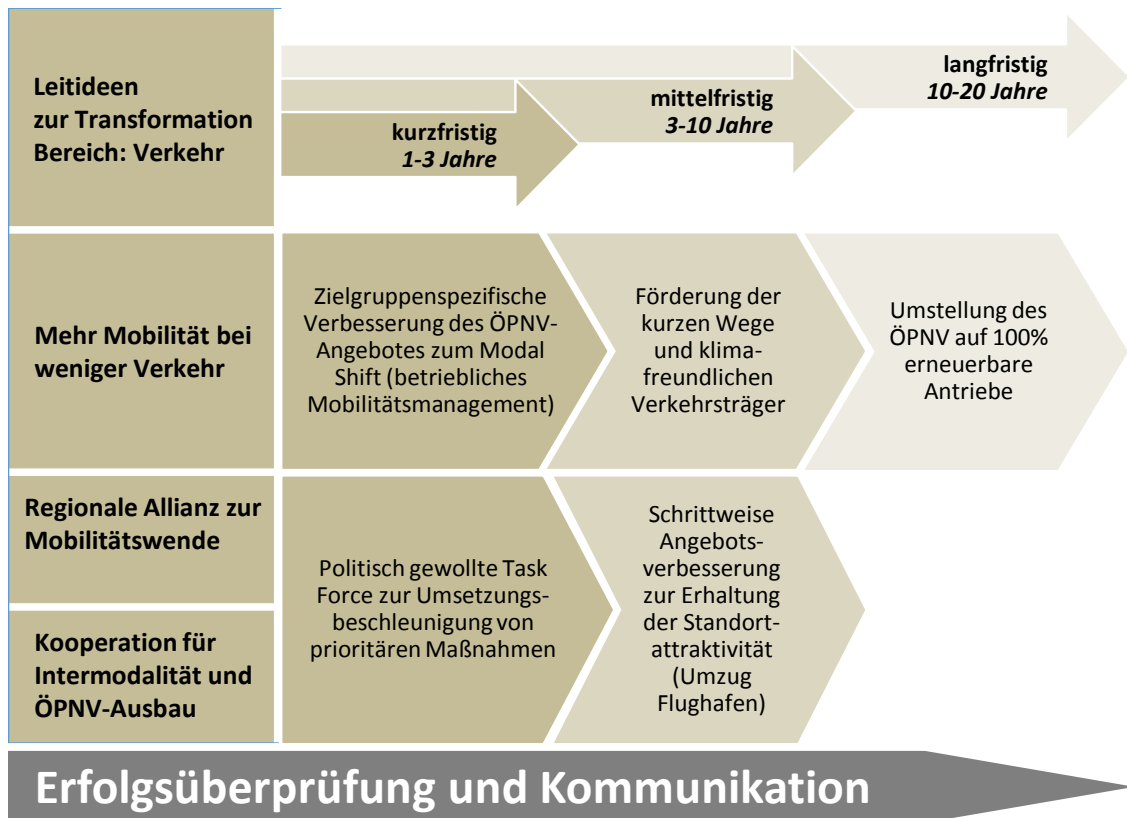 Leitideen
zur Transformation
Bereich: Verkehr
kurzfristig
1-3 Jahre
mittelfristig
3-10 Jahre
langfristig
10-20 Jahre
Mehr Mobilität bei
weniger Verkehr
Zielgruppenspezifische
Verbesserung des ÖPNV-
Angebotes zum Modal
Shift (betriebliches
Mobilitätsmanagement)
Förderung der
kurzen Wege
und klima-
freundlichen
Verkehrsträger
Umstellung des
ÖPNV auf 100%
erneuerbare
Antriebe
Regionale Allianz zur
Mobilitätswende
Kooperation für
Intermodalität und
ÖPNV-Ausbau
Politisch gewollte Task
Force zur Umsetzungs-
beschleunigung von
prioritären Maßnahmen
Schrittweise
Angebots-
verbesserung
zur Erhaltung
der Standort-
attraktivität
(Umzug
Flughafen)
Erfolgsüberprüfung und Kommunikation